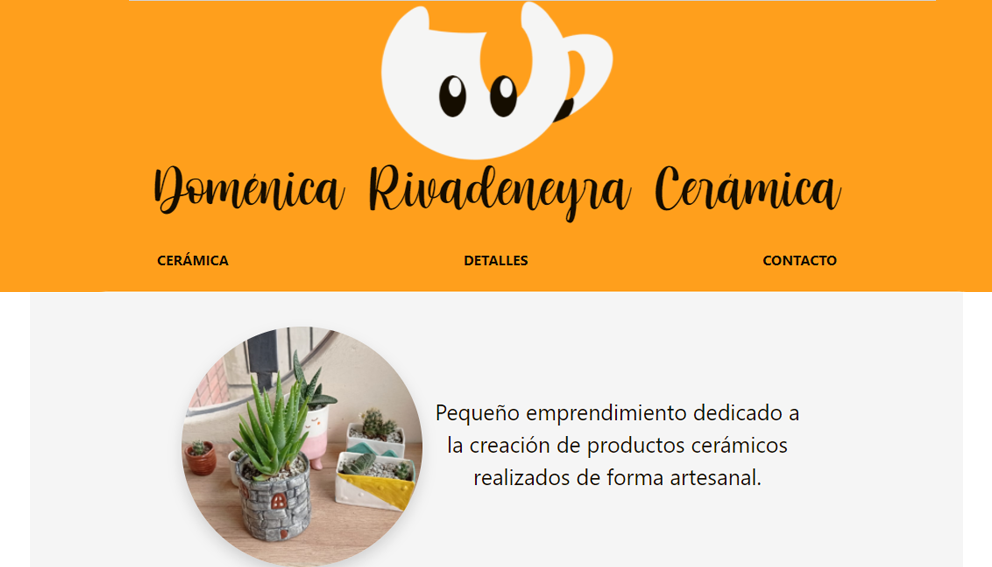 Doménica Rivadeneyra Cerámica
CERÁMICA
DETALLES
CONTACTO
Pequeño emprendimiento dedicado a
la creación de productos cerámicos
realizados de forma artesanal.